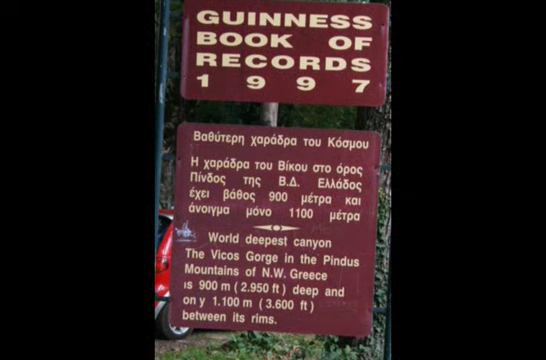 GUINNESS
BOOK OF
RECORDS
1 9 9 7
Βαθύτερη χαράδρα του Κόσμου
Η χαράδρα του Βίκου στο όρος
Πίνδος της Β.Δ. Ελλάδος
έχει βάθος 900 μέτρα και
άνοιγμα μόνο 1100 μέτρα
World deepest canyon
The Vicos Gorge in the Pindus
Mountains of N.W. Greece
is 900 m ( 2.950 ft ) deep and
on y 1.100 m ( 3.600 ft )
between its rims.